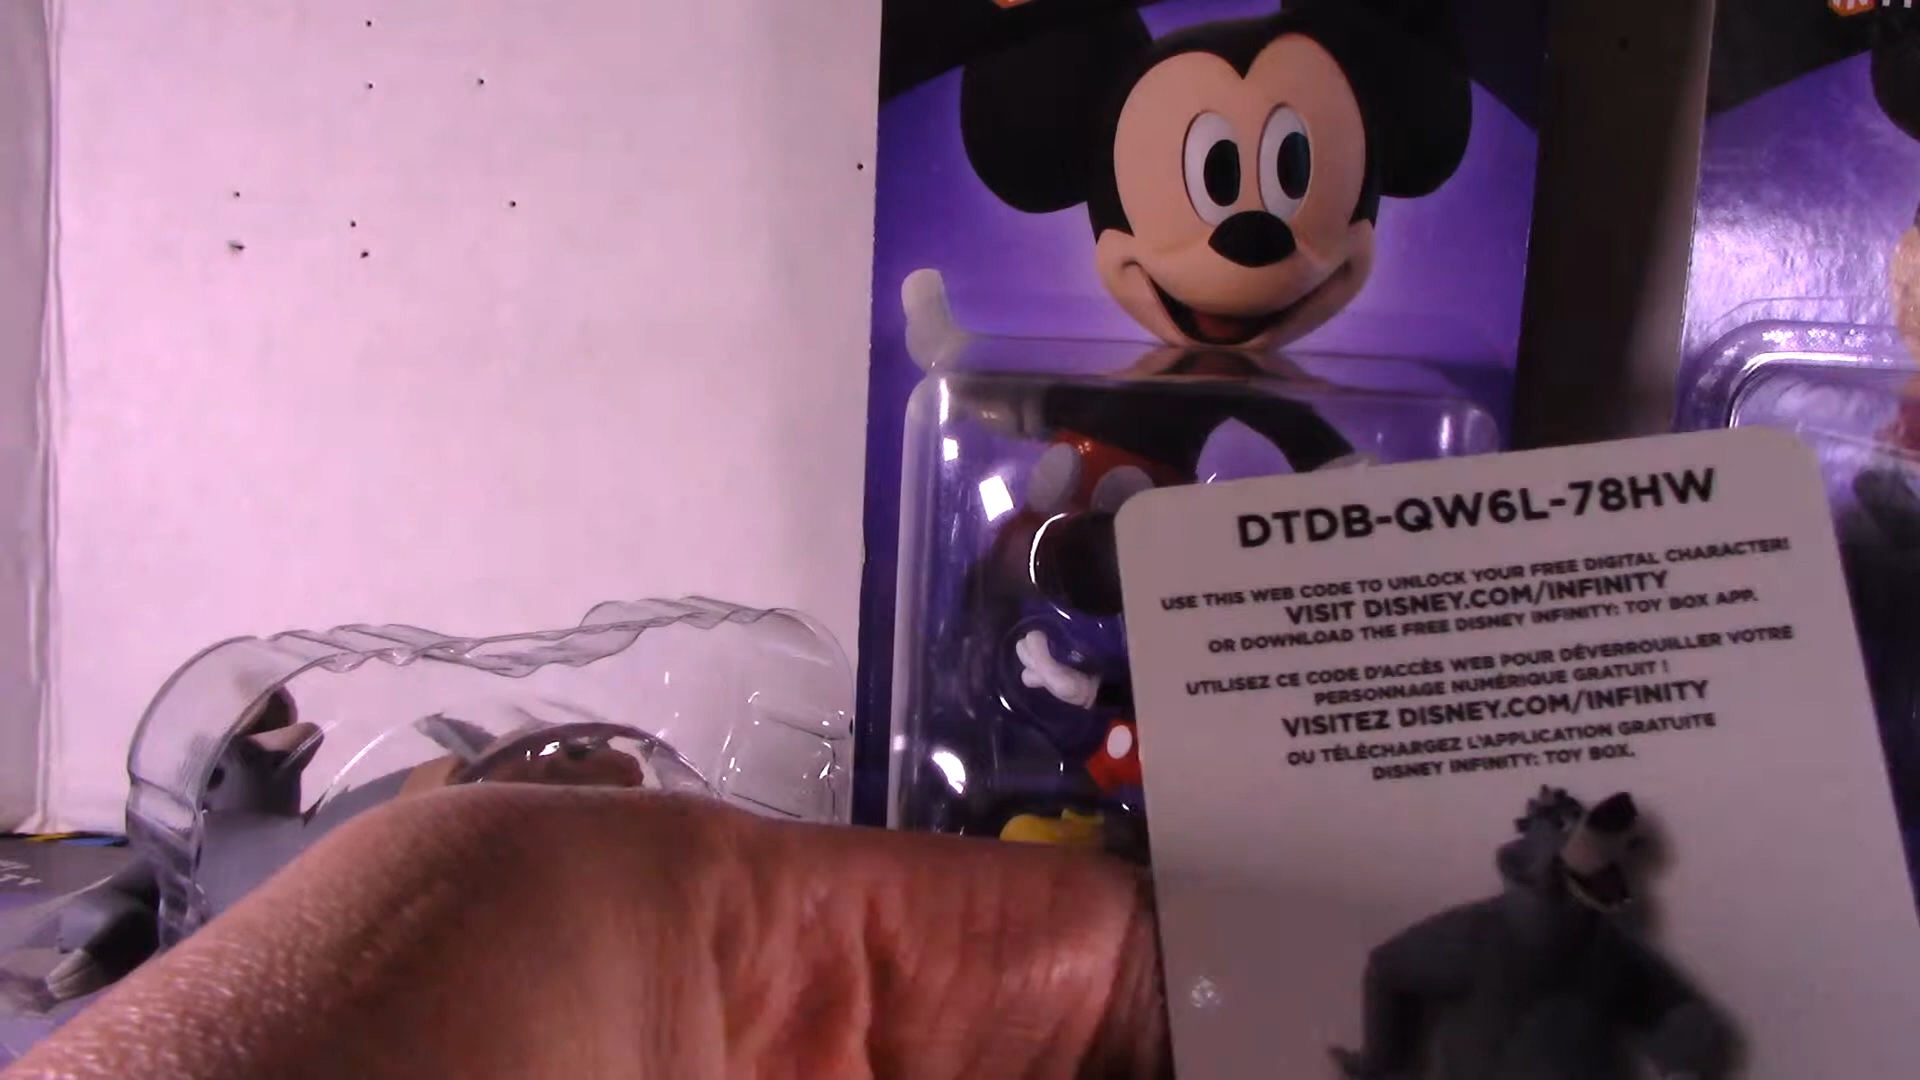 DTDB-QW6L-78HW
USE THIS WEB CODE TO UNLOCK YOUR FREE DIGITAL CHARACTER!
VISIT DISNEY.COM/INFINITY
OR DOWNLOAD THE FREE DISNEY INFINITY: TOY BOX APP.
UTILISEZ CE CODE D'ACCÈS WEB POUR DÉVERROUILLER VOTRE
PERSONNAGE NUMÉRIQUE GRATUIT !
VISITEZ DISNEY.COM/INFINITY
OU TÉLÉCHARGEZ L'APPLICATION GRATUITE
DISNEY INFINITY: TOY BOX.